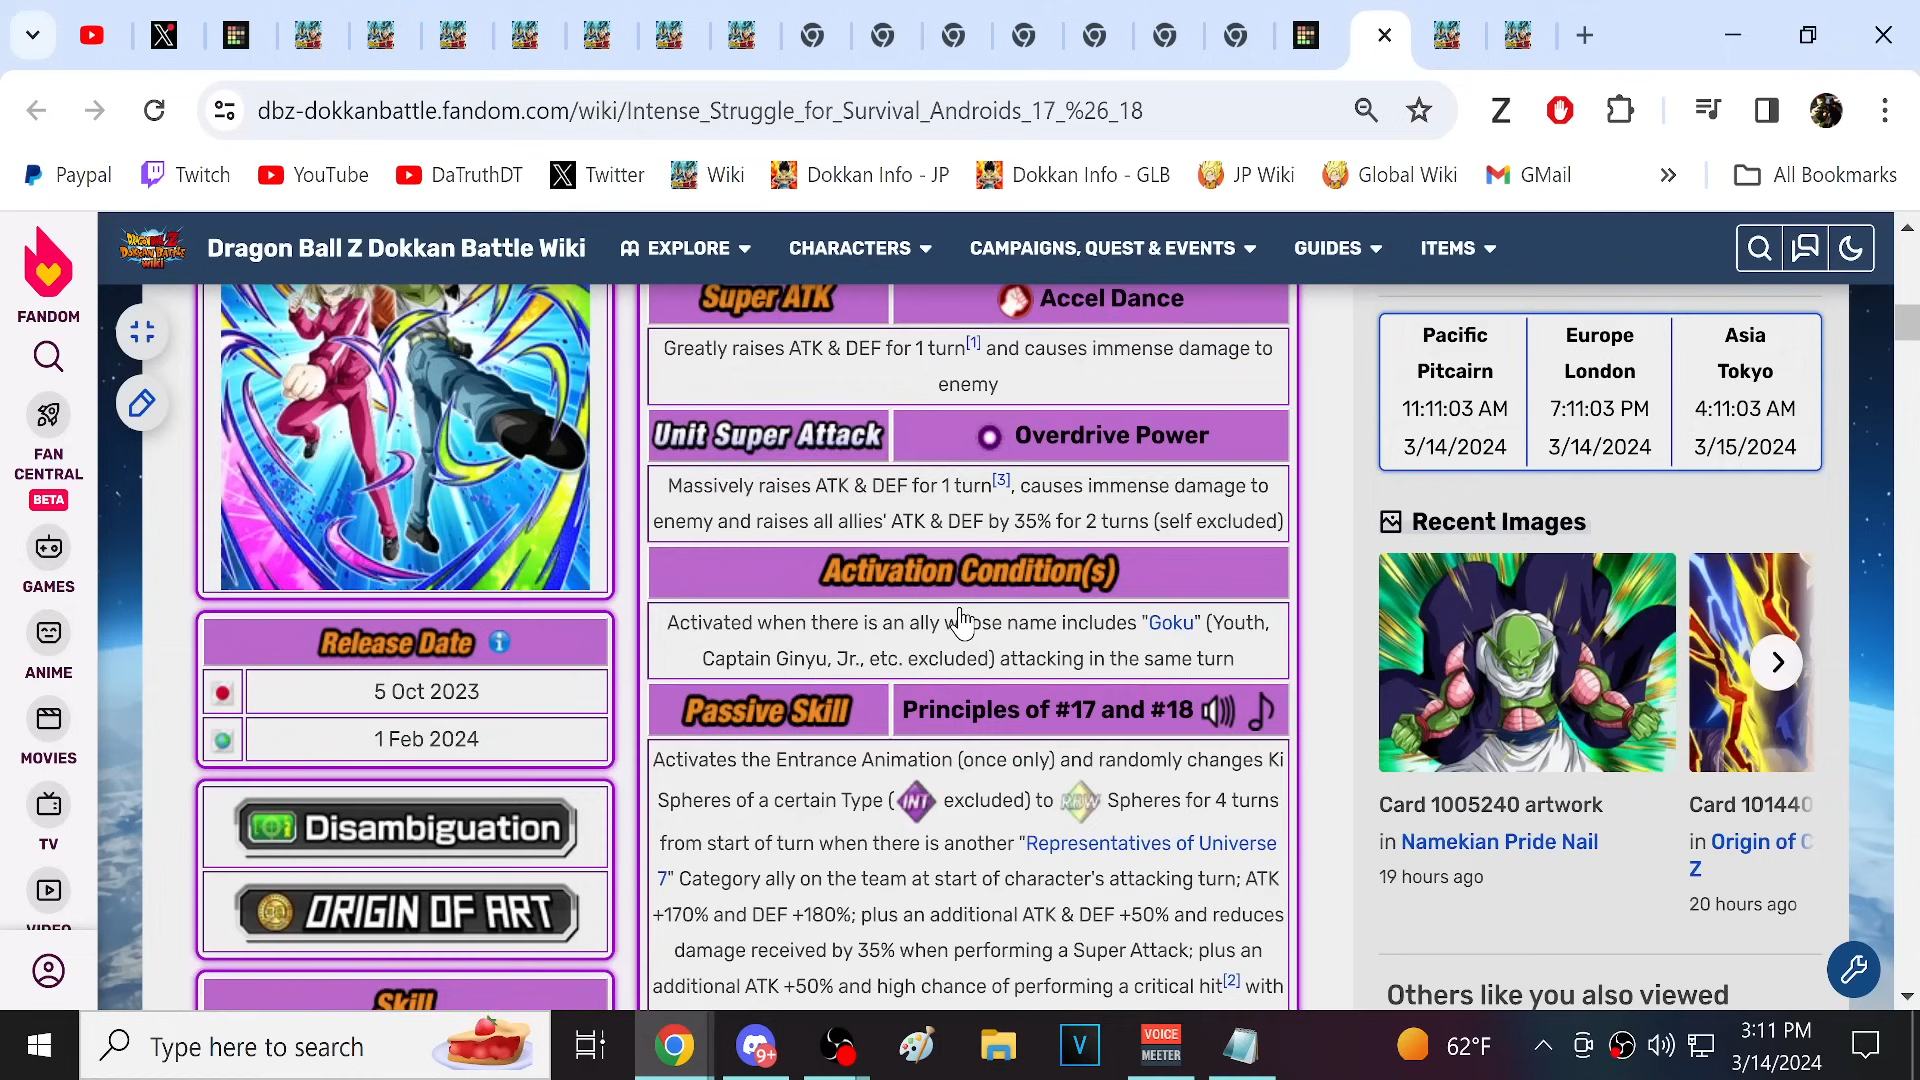 dbz-dokkanbattle.fandom.com/wiki/Intense_Struggle_for_Survival_Androids_17_%26_18
Z
Paypal
Twitch
YouTube
DaTruthDT
Twitter
Wiki
Dokkan Info - JP
Dokkan Info - GLB
JP Wiki
Global Wiki
GMail
»
All Bookmarks
FANDOM
FAN
CENTRAL
BETA
GAMES
ANIME
MOVIES
TV
VIDEO
Dragon Ball Z Dokkan Battle Wiki
EXPLORE
CHARACTERS
CAMPAIGNS, QUEST & EVENTS
GUIDES
ITEMS
Release Date
5 Oct 2023
1 Feb 2024
Disambiguation
ORIGIN OF ART
Skill
Super ATK
Accel Dance
Greatly raises ATK & DEF for 1 turn[1] and causes immense damage to
enemy
Unit Super Attack
Overdrive Power
Massively raises ATK & DEF for 1 turn[3], causes immense damage to
enemy and raises all allies' ATK & DEF by 35% for 2 turns (self excluded)
Activation Condition(s)
Activated when there is an ally whose name includes "Goku" (Youth,
Captain Ginyu, Jr., etc. excluded) attacking in the same turn
Passive Skill
Principles of #17 and #18
Activates the Entrance Animation (once only) and randomly changes Ki
Spheres of a certain Type ( INT excluded) to RBW Spheres for 4 turns
from start of turn when there is another "Representatives of Universe
7" Category ally on the team at start of character's attacking turn; ATK
+170% and DEF +180%; plus an additional ATK & DEF +50% and reduces
damage received by 35% when performing a Super Attack; plus an
additional ATK +50% and high chance of performing a critical hit[2] with
Pacific
Pitcairn
11:11:03 AM
3/14/2024
Europe
London
7:11:03 PM
3/14/2024
Asia
Tokyo
4:11:03 AM
3/15/2024
Recent Images
Card 1005240 artwork
in Namekian Pride Nail
19 hours ago
Card 101440
in Origin of
Z
20 hours ago
Others like you also viewed
Type here to search
9+
V
VOICE
MEETER
62°F
3:11 PM
3/14/2024